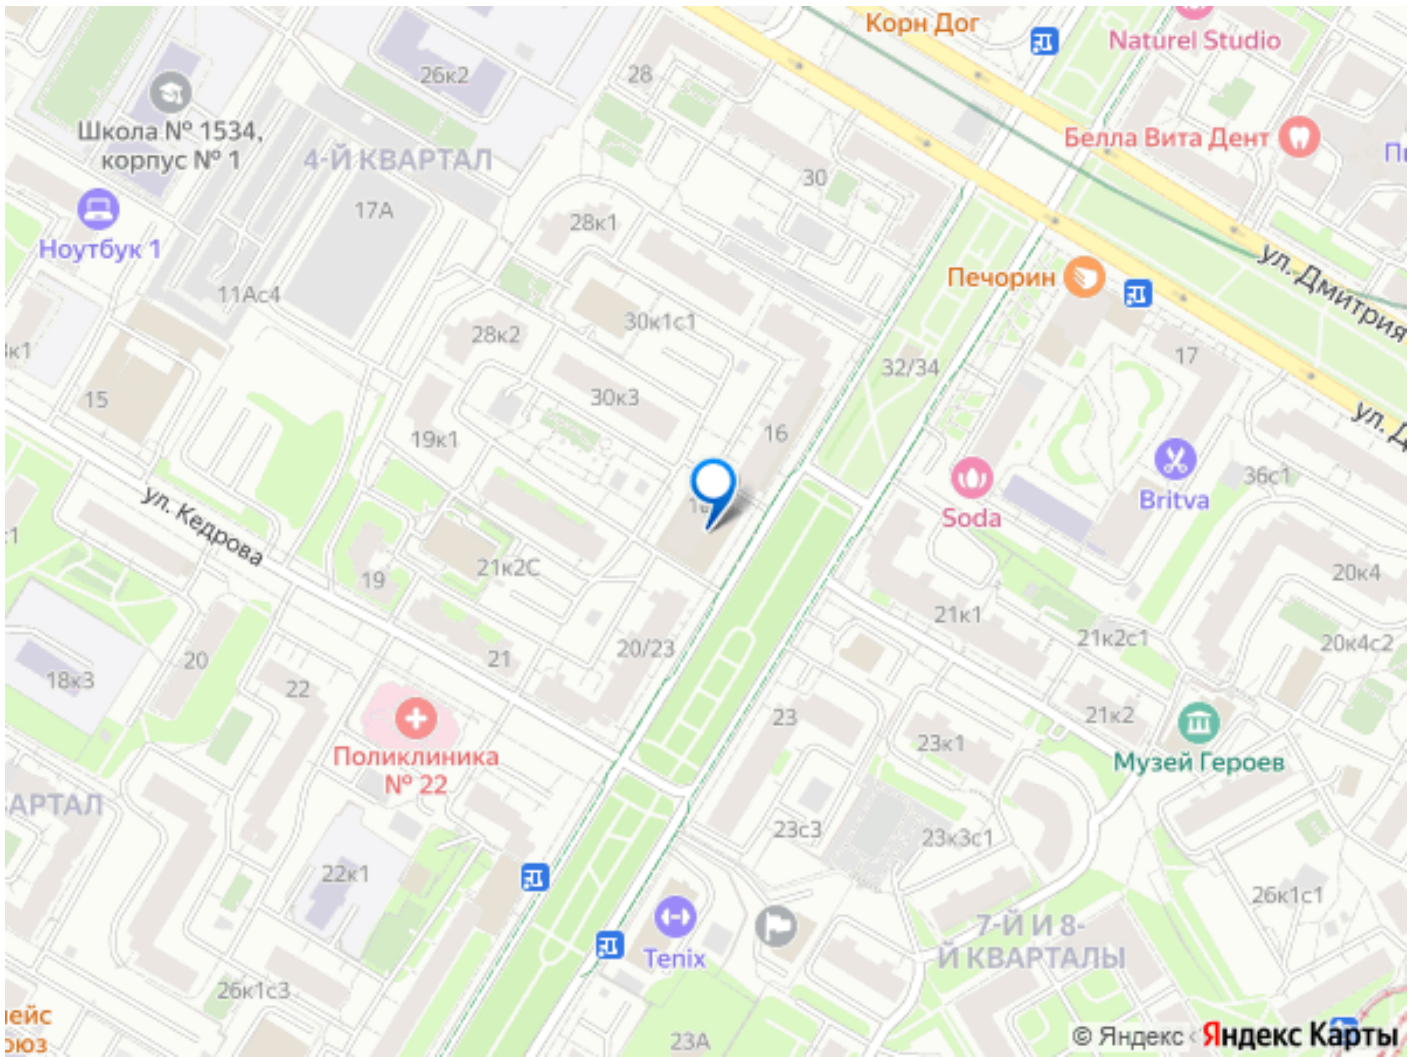 Корн Дог
Naturel Studio
26к2
28
Школа № 1534,
корпус № 1
4-Й КВАРТАЛ
Белла Вита Дент
30
17А
28к1
Ноутбук 1
ул. Дмитрия
Печорин
11Ас4
30к1с1
28к2
к1
17
32/34
15
30к3
16
19к1
ул. Д
36с1
Britva
Soda
ул. Кедрова
21к2С
19
20к4
21к1
21к2с1
20/23
20к4с2
20
21
18к3
22
23
21к2
Поликлиника
№ 22
23к1
Музей Героев
АРТАЛ
23с3
23к3с1
22к1
26к1с1
7-Й И 8-
Й КВАРТАЛЫ
Tenix
26к1с3
ейс
оюз
23А
© Яндекс
Яндекс Карты